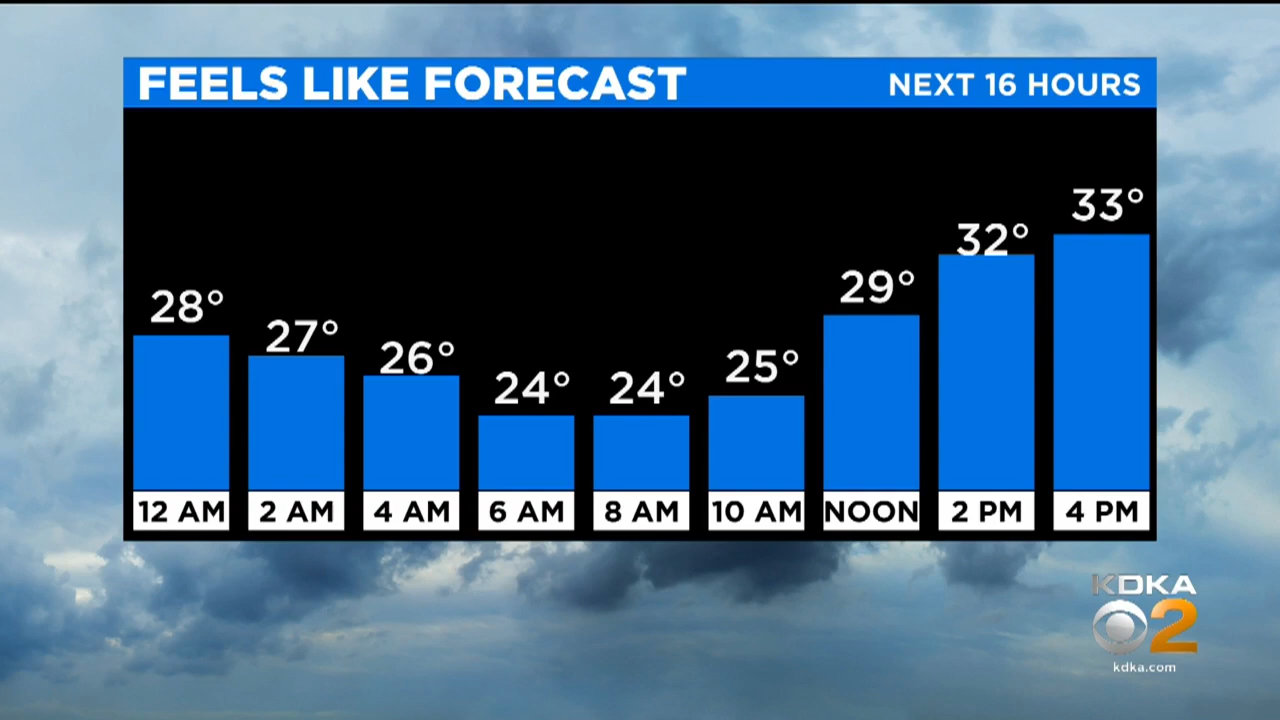 FEELS LIKE FORECAST NEXT 16 HOURS
28° 27° 26° 24° 24° 25° 29° 32° 33°
12 AM 2 AM 4 AM 6 AM 8 AM 10 AM NOON 2 PM 4 PM
KDKA
2
kdka.com